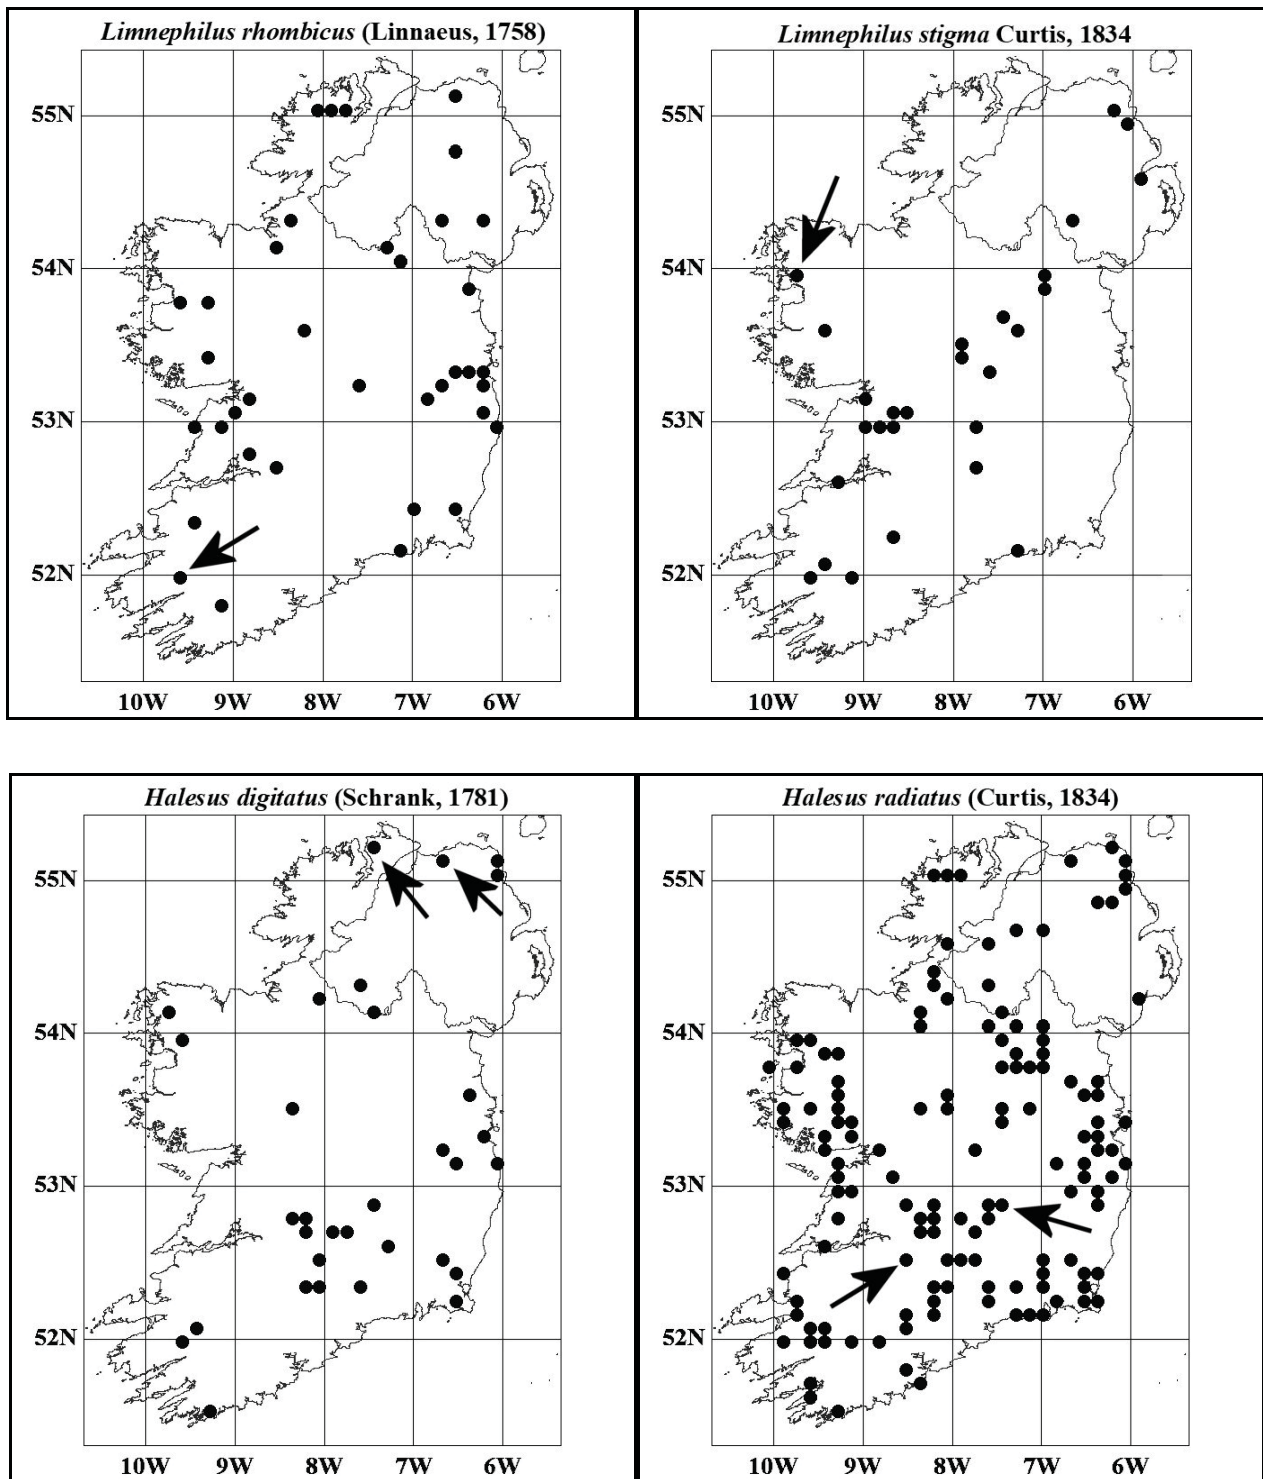 Limnephilus rhombicus (Linnaeus, 1758)
55N
54N
53N
52N
10W 9W 8W 7W 6W
Limnephilus stigma Curtis, 1834
55N
54N
53N
52N
10W 9W 8W 7W 6W
Halesus digitatus (Schrank, 1781)
55N
54N
53N
52N
10W 9W 8W 7W 6W
Halesus radiatus (Curtis, 1834)
55N
54N
53N
52N
10W 9W 8W 7W 6W